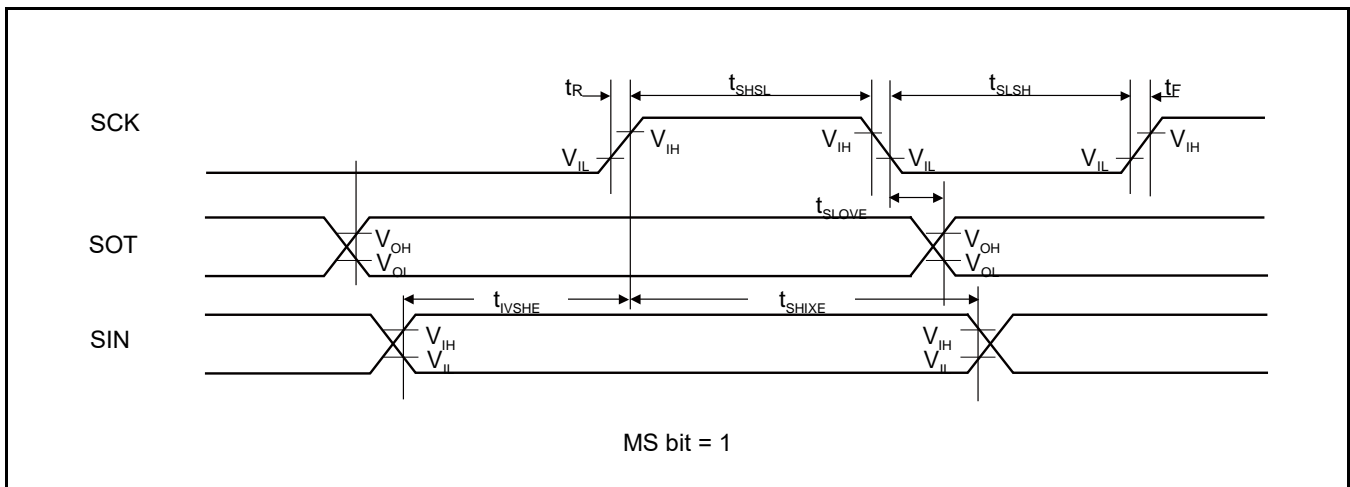 tR tSHSL tSLSH tF
SCK
VIH VIH VIH
VIL VIL VIL
tSLOVE
SOT
VOH VOH
VOL VOL
tIVSHE tSHIXE
SIN
VIH VIH
VIL VIL
MS bit = 1